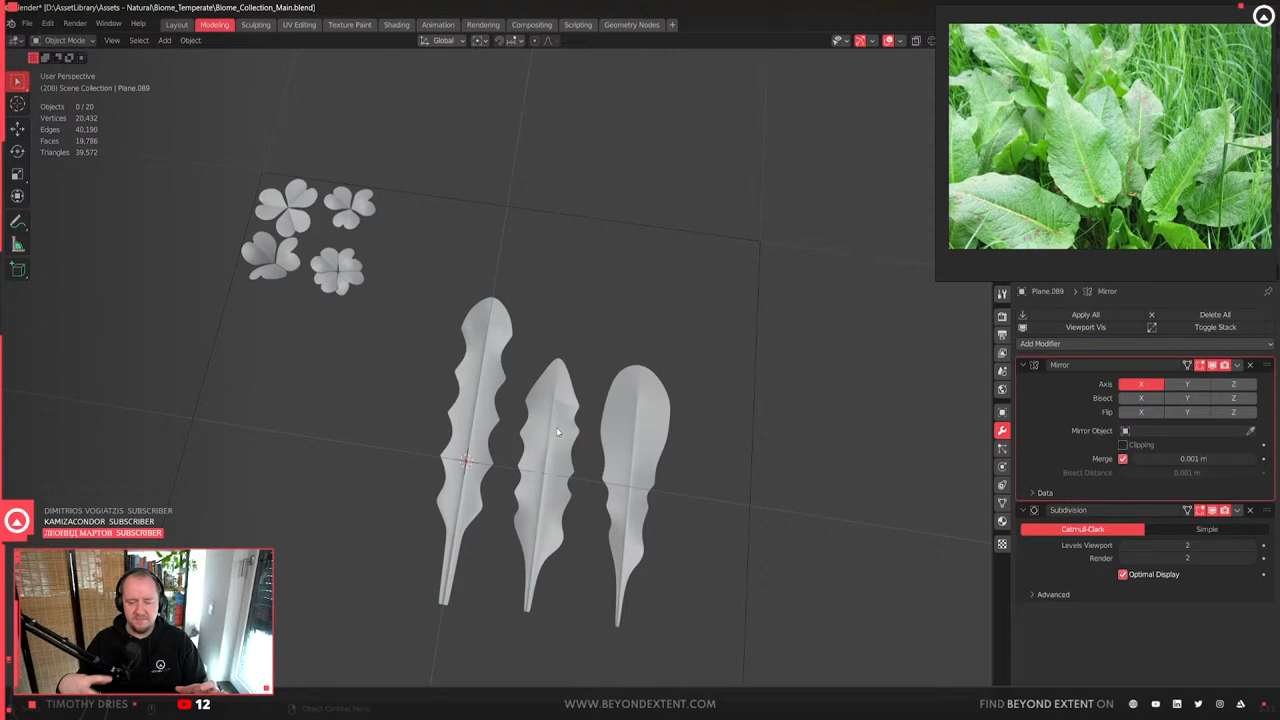 Blender* [D:\AssetLibrary\Assets - Natural\Biome_Temperate\Biome_Collection_Main.blend]
File Edit Render Window Help
Layout Modeling Sculpting UV Editing Texture Paint Shading Animation Rendering Compositing Scripting Geometry Nodes +
Object Mode View Select Add Object
Global
User Perspective
(208) Scene Collection | Plane.089
Objects 0 / 20
Vertices 20,432
Edges 40,190
Faces 19,786
Triangles 39,572
Plane.089 > Mirror
Apply All Delete All
Viewport Vis Toggle Stack
Add Modifier
Mirror
Axis X Y Z
Bisect X Y Z
Flip X Y Z
Mirror Object
Clipping
Merge 0.001 m
Bisect Distance 0.001 m
Data
Subdivision
Catmull-Clark Simple
Levels Viewport 2
Render 2
Optimal Display
Advanced
DIMITRIOS VOGIATZIS SUBSCRIBER
KAMIZACONDOR SUBSCRIBER
ЛЕОНИД МАРТОВ SUBSCRIBER
TIMOTHY DRIES 12 WWW.BEYONDEXTENT.COM FIND BEYOND EXTENT ON